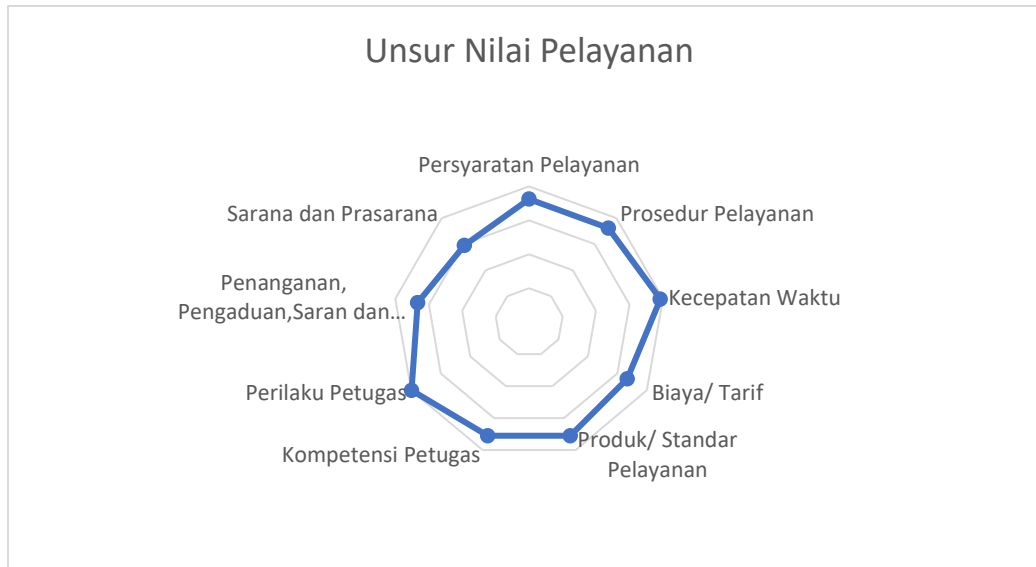 Unsur Nilai Pelayanan
Persyaratan Pelayanan
Prosedur Pelayanan
Kecepatan Waktu
Biaya/ Tarif
Produk/ Standar
Pelayanan
Kompetensi Petugas
Perilaku Petugas
Penanganan,
Pengaduan,Saran dan...
Sarana dan Prasarana